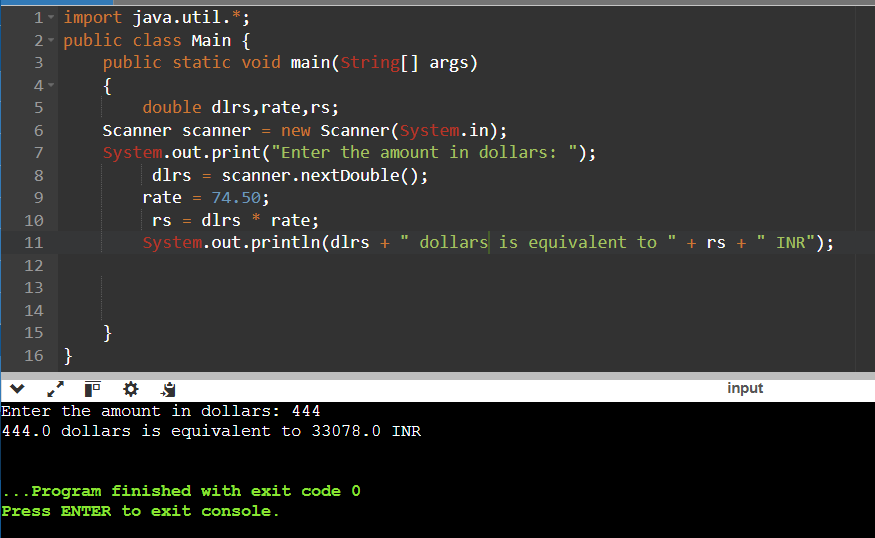 1 import java.util.*;
2 public class Main {
3 public static void main(String[] args)
4 {
5 double dlrs,rate,rs;
6 Scanner scanner = new Scanner(System.in);
7 System.out.print("Enter the amount in dollars: ");
8 dlrs = scanner.nextDouble();
9 rate = 74.50;
10 rs = dlrs * rate;
11 System.out.println(dlrs + " dollars is equivalent to " + rs + " INR");
12
13
14
15 }
16 }
input
Enter the amount in dollars: 444
444.0 dollars is equivalent to 33078.0 INR
...Program finished with exit code 0
Press ENTER to exit console.